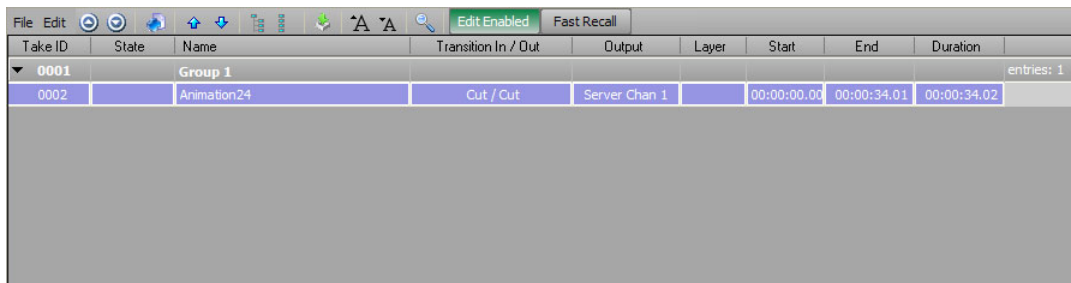 File Edit A A Edit Enabled Fast Recall
Take ID State Name Transition In / Out Output Layer Start End Duration
0001 Group 1 entries: 1
0002 Animation24 Cut / Cut Server Chan 1 00:00:00.00 00:00:34.01 00:00:34.02